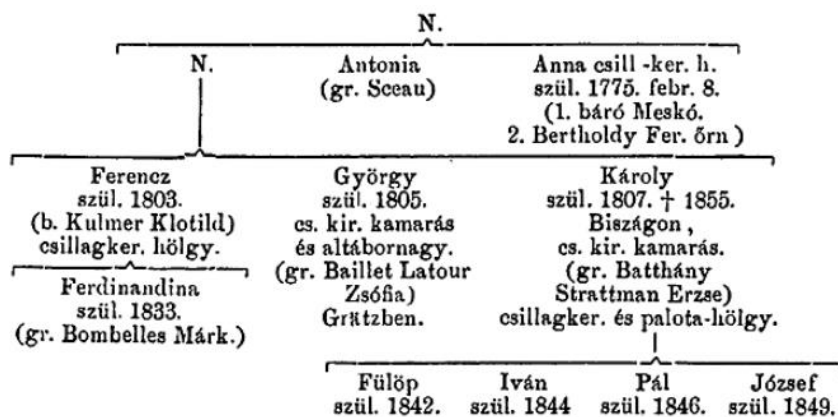 N.
N.
Antonia
(gr. Sceau)
Anna csill -ker. h.
szül. 1775. febr. 8.
(1. báró Meskó.
2. Bertholdy Fer. őrn )
Ferencz
szül. 1803.
(b. Kulmer Klotild)
csillagker. hölgy.
György
szül. 1805.
cs. kir. kamarás
és altábornagy.
(gr. Baillet Latour
Zsófia)
Grätzben.
Károly
szül. 1807. † 1855.
Biszágon,
cs. kir. kamarás.
(gr. Batthány
Strattman Erzse)
csillagker. és palota-hölgy.
Ferdinandina
szül. 1833.
(gr. Bombelles Márk.)
Fülöp
szül. 1842.
Iván
szül. 1844
Pál
szül. 1846.
József
szül. 1849.